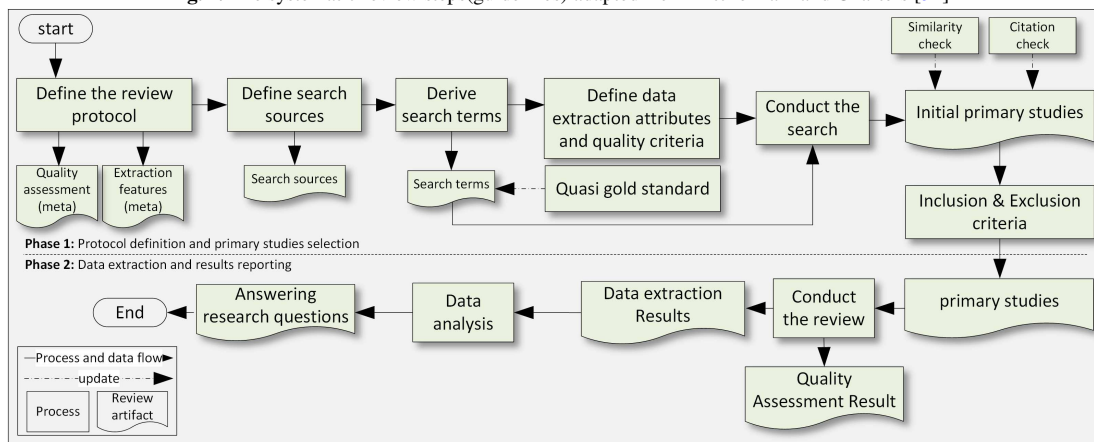 start
Similarity
check
Citation
check
Define the review
protocol
Define search
sources
Derive
search terms
Define data
extraction attributes
and quality criteria
Conduct the
search
Initial primary studies
Quality
assessment
(meta)
Extraction
features
(meta)
Search sources
Search terms
Quasi gold standard
Inclusion & Exclusion
criteria
Phase 1: Protocol definition and primary studies selection
Phase 2: Data extraction and results reporting
End
Answering
research questions
Data
analysis
Data extraction
Results
Conduct
the review
primary studies
Quality
Assessment Result
Process and data flow
update
Process
Review
artifact